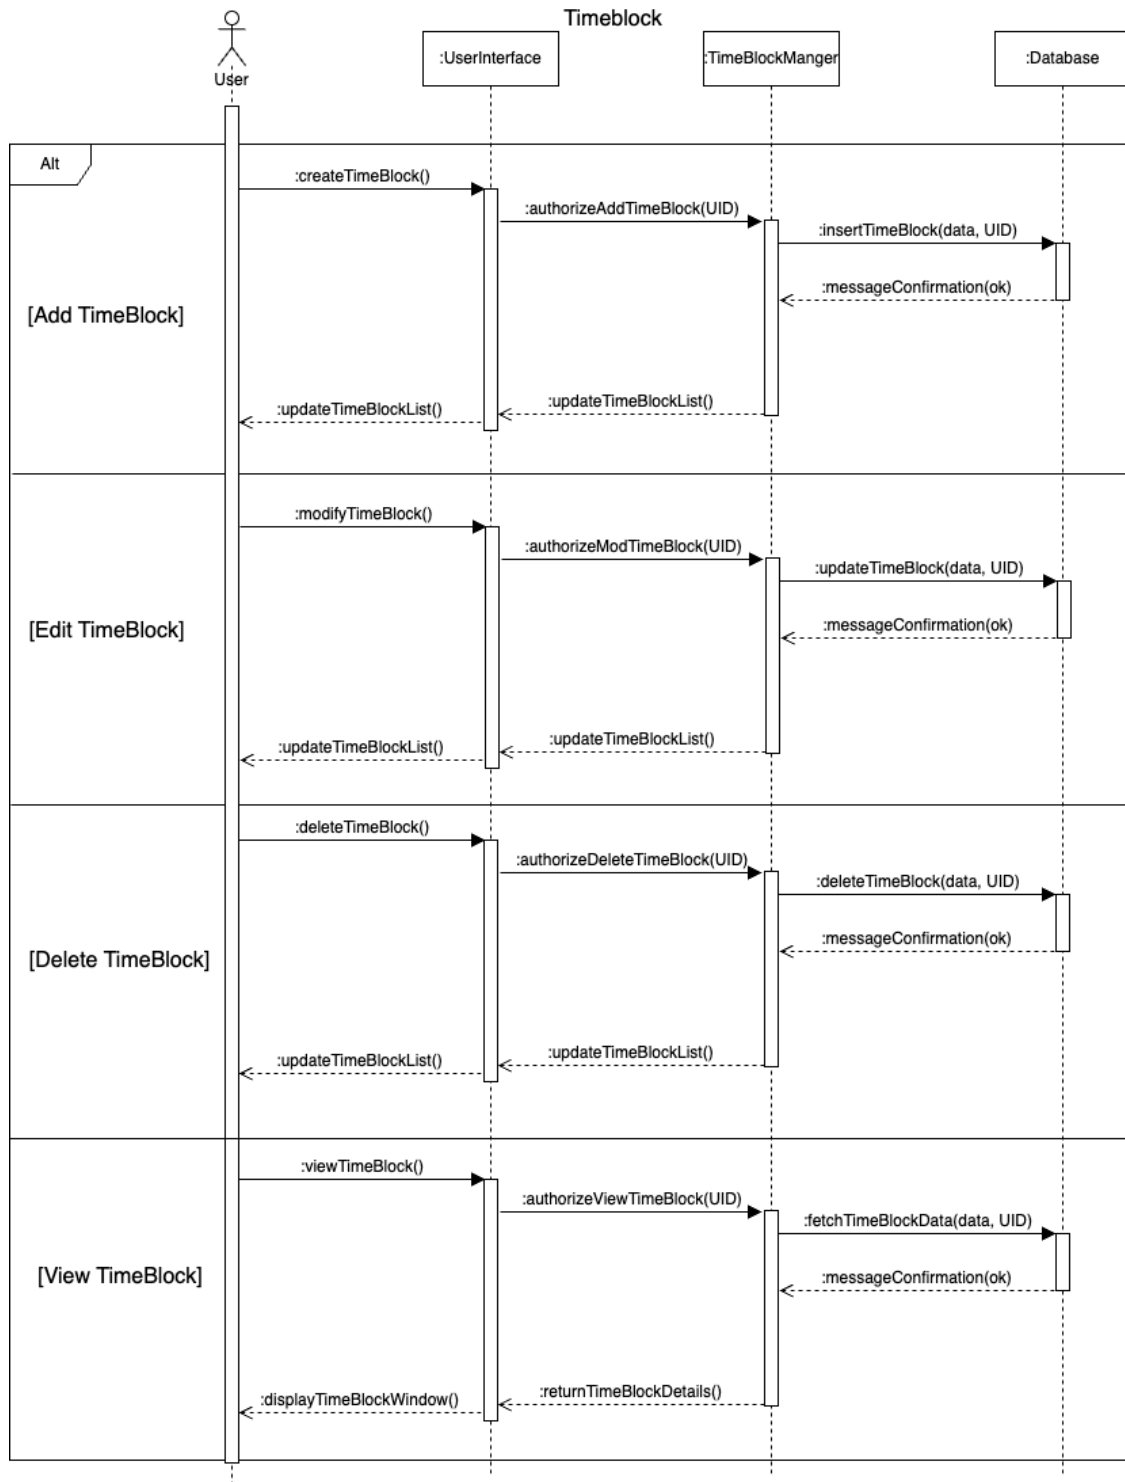 Timeblock
User
:UserInterface
:TimeBlockManger
:Database
Alt
:createTimeBlock()
:authorizeAddTimeBlock(UID)
:insertTimeBlock(data, UID)
:messageConfirmation(ok)
[Add TimeBlock]
:updateTimeBlockList()
:updateTimeBlockList()
:modifyTimeBlock()
:authorizeModTimeBlock(UID)
:updateTimeBlock(data, UID)
:messageConfirmation(ok)
[Edit TimeBlock]
:updateTimeBlockList()
:updateTimeBlockList()
:deleteTimeBlock()
:authorizeDeleteTimeBlock(UID)
:deleteTimeBlock(data, UID)
:messageConfirmation(ok)
[Delete TimeBlock]
:updateTimeBlockList()
:updateTimeBlockList()
:viewTimeBlock()
:authorizeViewTimeBlock(UID)
:fetchTimeBlockData(data, UID)
:messageConfirmation(ok)
[View TimeBlock]
:returnTimeBlockDetails()
:displayTimeBlockWindow()